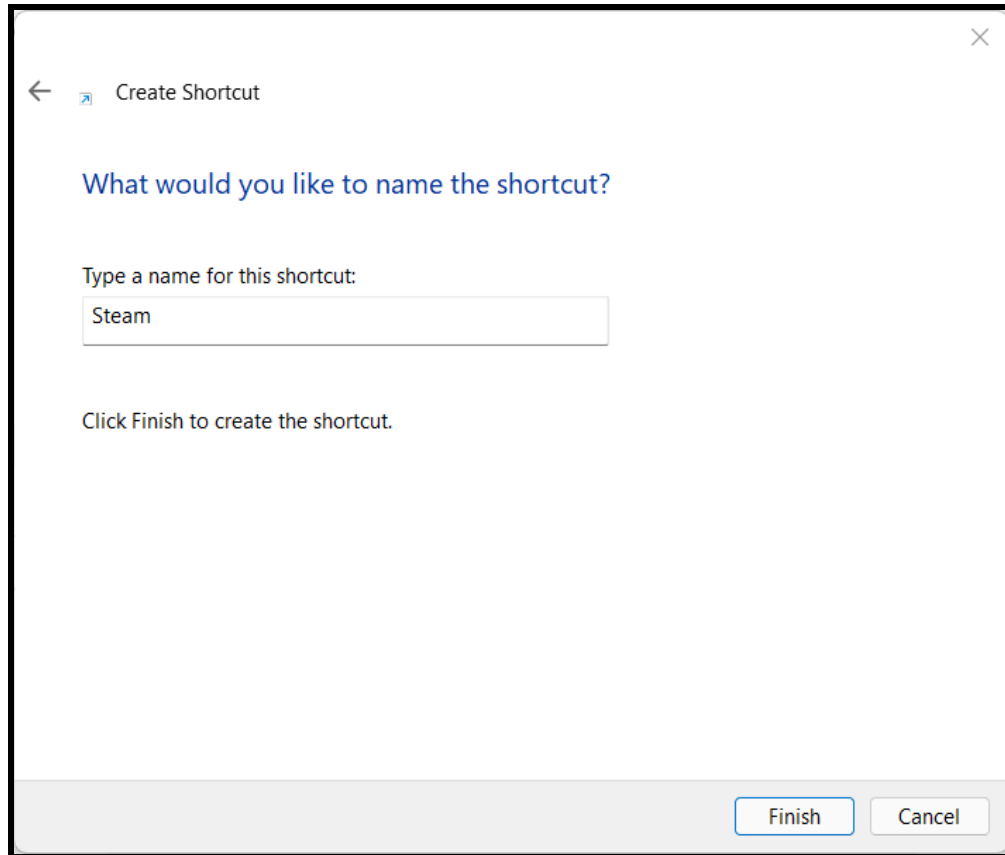 Create Shortcut
What would you like to name the shortcut?
Type a name for this shortcut:
Steam
Click Finish to create the shortcut.
Finish Cancel